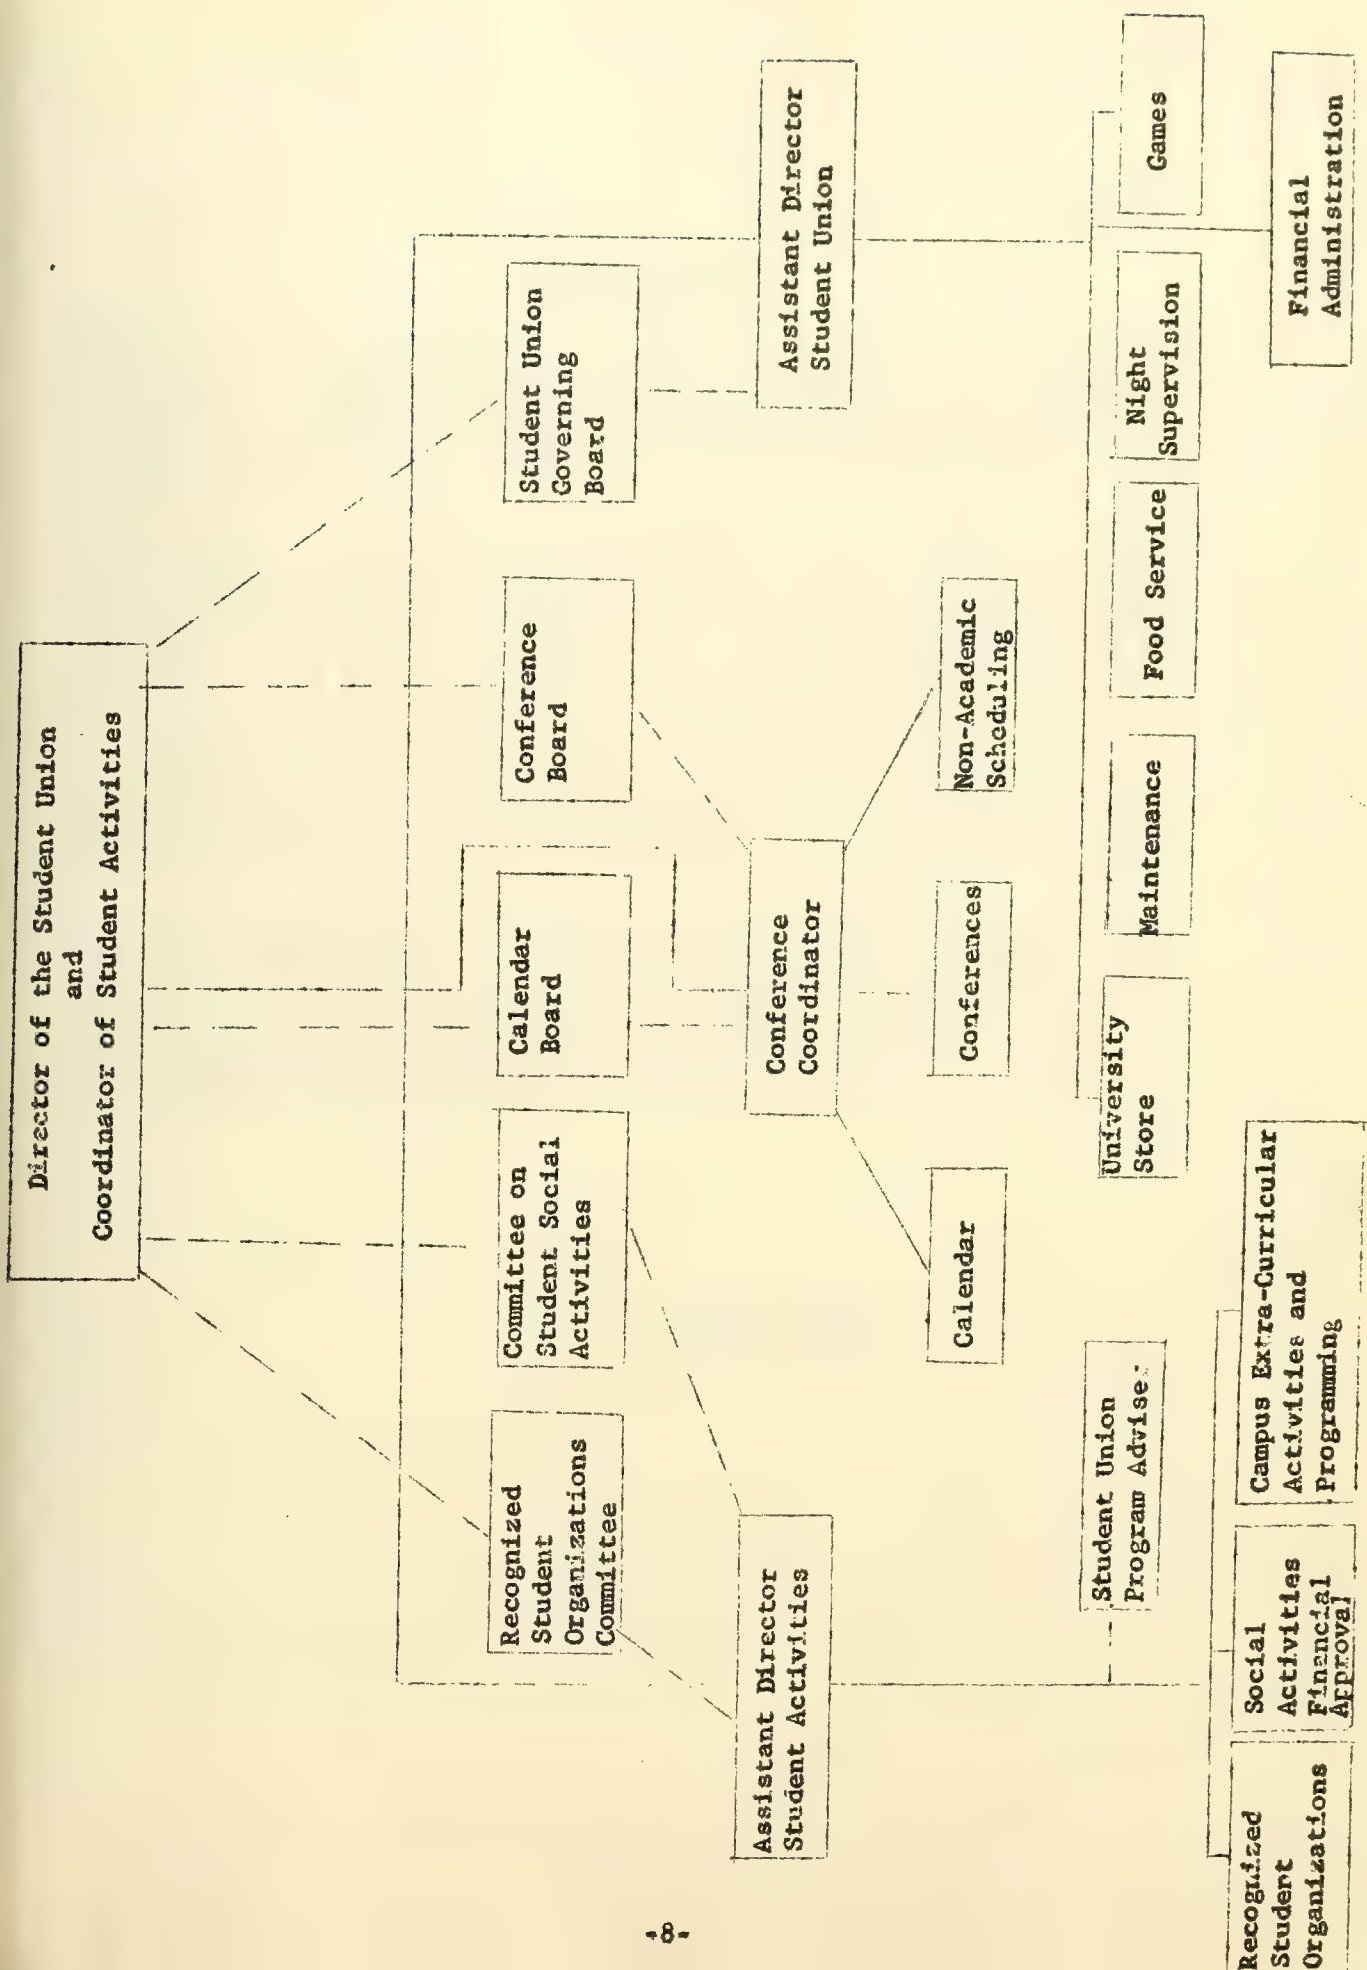 Director of the Student Union
and
Coordinator of Student Activities
Recognized
Student
Organizations
Committee
Committee on
Student Social
Activities
Calendar
Board
Conference
Board
Student Union
Governing
Board
Assistant Director
Student Activities
Conference
Coordinator
Assistant Director
Student Union
Calendar
Conferences
Non-Academic
Scheduling
Student Union
Program Adviser
University
Store
Maintenance
Food Service
Night
Supervision
Games
Recognized
Student
Organizations
Social
Activities
Financial
Approval
Campus Extra-Curricular
Activities and
Programming
Financial
Administration
-8-